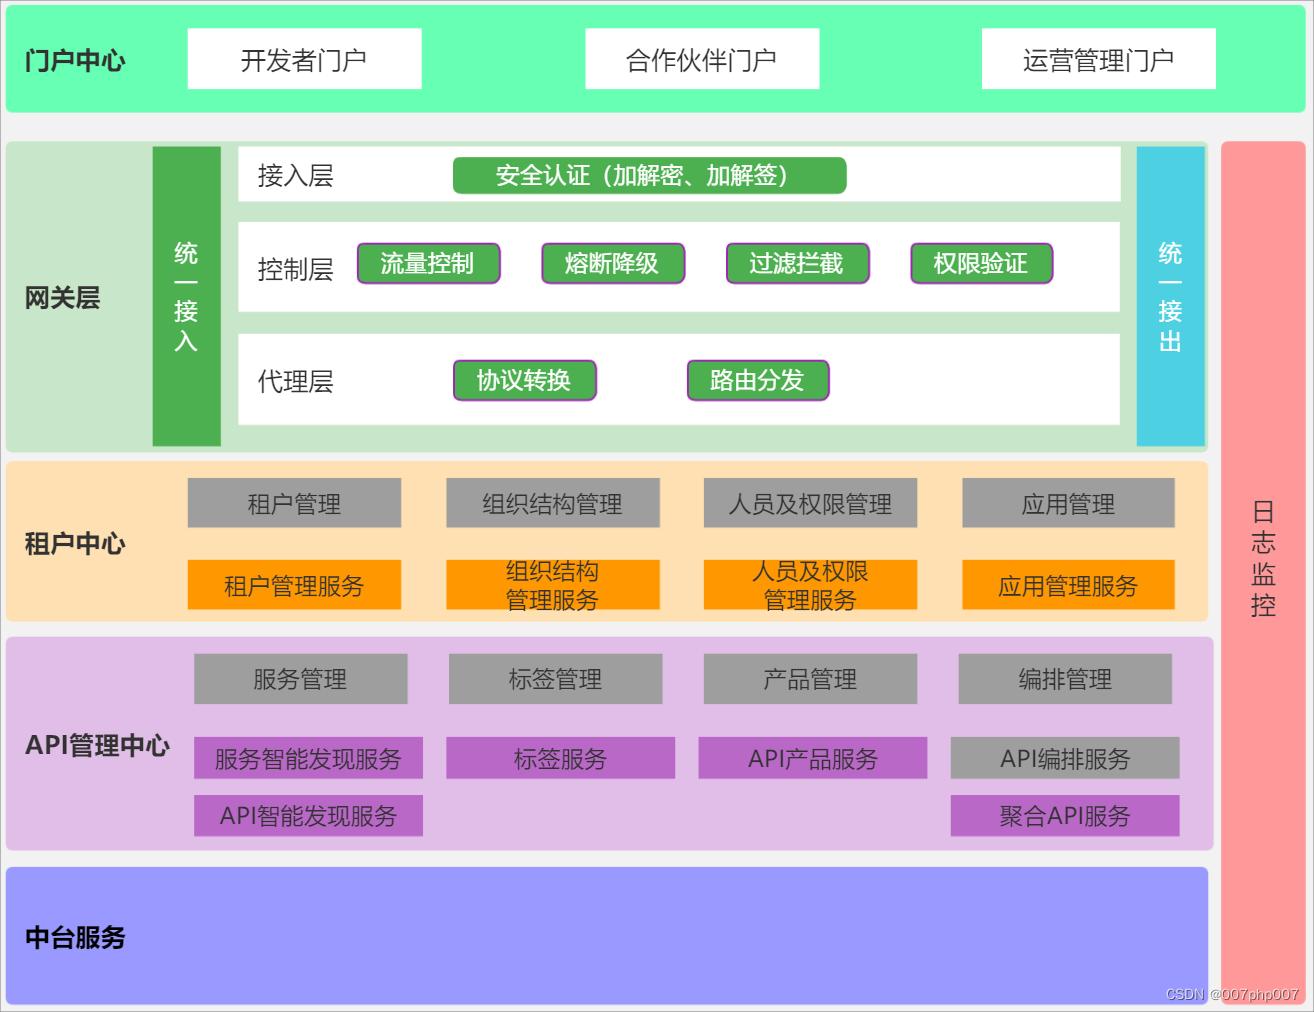 门户中心
开发者门户
合作伙伴门户
运营管理门户
网关层
统一接入
接入层
安全认证（加解密、加解签）
控制层
流量控制
熔断降级
过滤拦截
权限验证
代理层
协议转换
路由分发
统一接出
日志监控
租户中心
租户管理
组织结构管理
人员及权限管理
应用管理
租户管理服务
组织结构
管理服务
人员及权限
管理服务
应用管理服务
API管理中心
服务管理
标签管理
产品管理
编排管理
服务智能发现服务
标签服务
API产品服务
API编排服务
API智能发现服务
聚合API服务
中台服务
CSDN @007php007